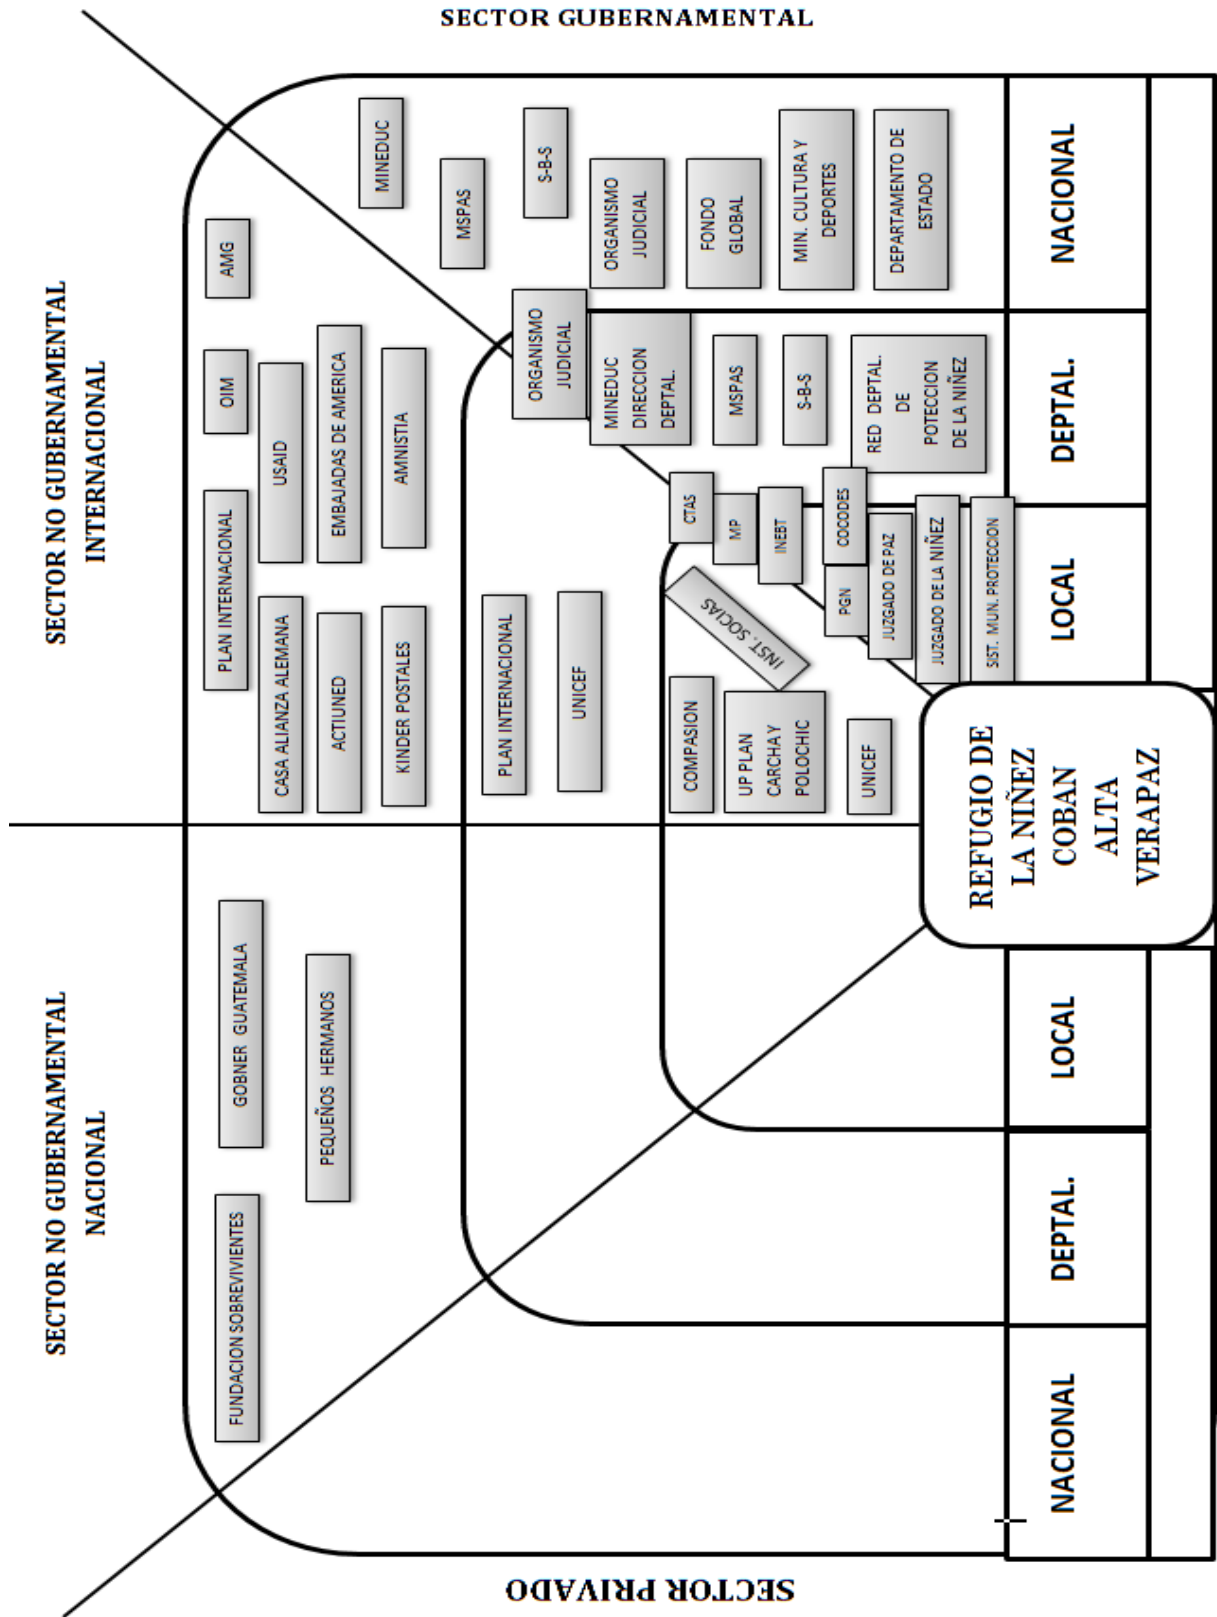 SECTOR GUBERNAMENTAL
SECTOR NO GUBERNAMENTAL
INTERNACIONAL
SECTOR NO GUBERNAMENTAL
NACIONAL
SECTOR PRIVADO
MINEDUC
MSPAS
S-B-S
ORGANISMO
JUDICIAL
FONDO
GLOBAL
MIN. CULTURA Y
DEPORTES
DEPARTAMENTO DE
ESTADO
NACIONAL
ORGANISMO
JUDICIAL
MINEDUC
DIRECCION
DEPTAL.
MSPAS
S-B-S
RED DEPTAL.
DE
POTECCION
DE LA NIÑEZ
DEPTAL.
CTAS
MP
INEBT
COCODES
PGN
JUZGADO DE PAZ
JUZGADO DE LA NIÑEZ
SIST. MUN. PROTECCION
LOCAL
AMG
OIM
USAID
EMBAJADAS DE AMERICA
AMNISTIA
PLAN INTERNACIONAL
CASA ALIANZA ALEMANA
ACTIUNED
KINDER POSTALES
PLAN INTERNACIONAL
UNICEF
INST. SOCIAS
COMPASION
UP PLAN
CARCHA Y
POLOCHIC
UNICEF
REFUGIO DE
LA NIÑEZ
COBAN
ALTA
VERAPAZ
GOBNER GUATEMALA
PEQUEÑOS HERMANOS
FUNDACION SOBREVIVIENTES
LOCAL
DEPTAL.
NACIONAL